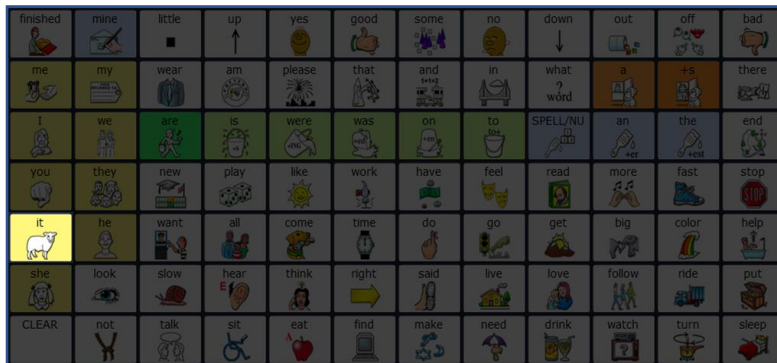 finished mine little up yes good some no down out off bad
me my wear am please that and in what a +s there
I we are is were was on to SPELL/NU an the end
you they new play like work have feel read more fast stop
it he want all come time do go get big color help
she look slow hear think right said live love follow ride put
CLEAR not talk sit eat find make need drink watch turn sleep